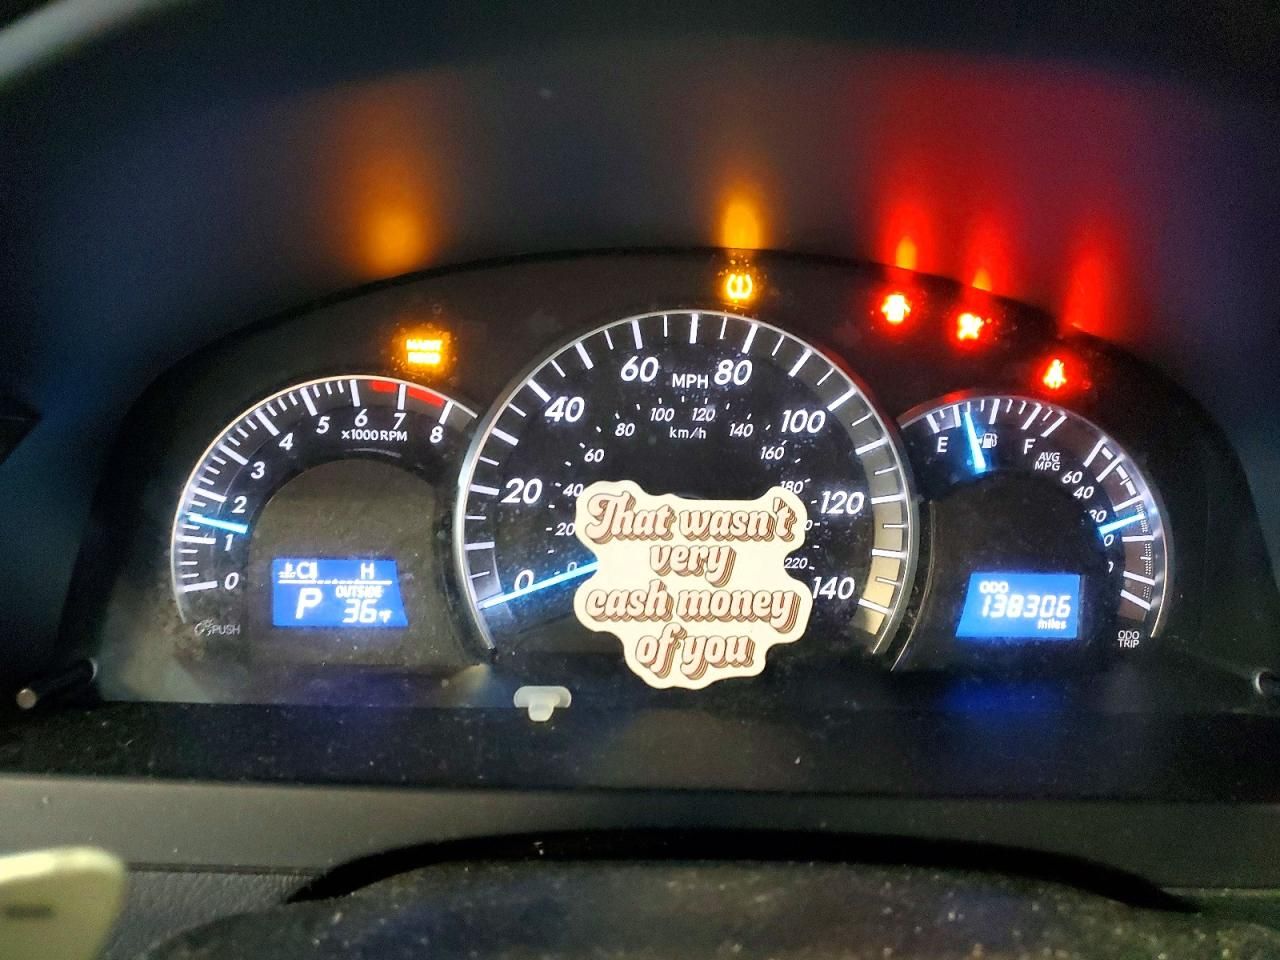 MAINT
REQD
60 MPH 80
40
100
20
120
0
140
100 120
80 km/h 140
60
160
40
180
20
220
0
5 6 7
4 x1000RPM 8
3
2
1
0
C H
OUTSIDE
P 36°F
PUSH
That wasn't
very
cash money
of you
E F
AVG
MPG
60
40
ODO
138306
miles
ODO
TRIP